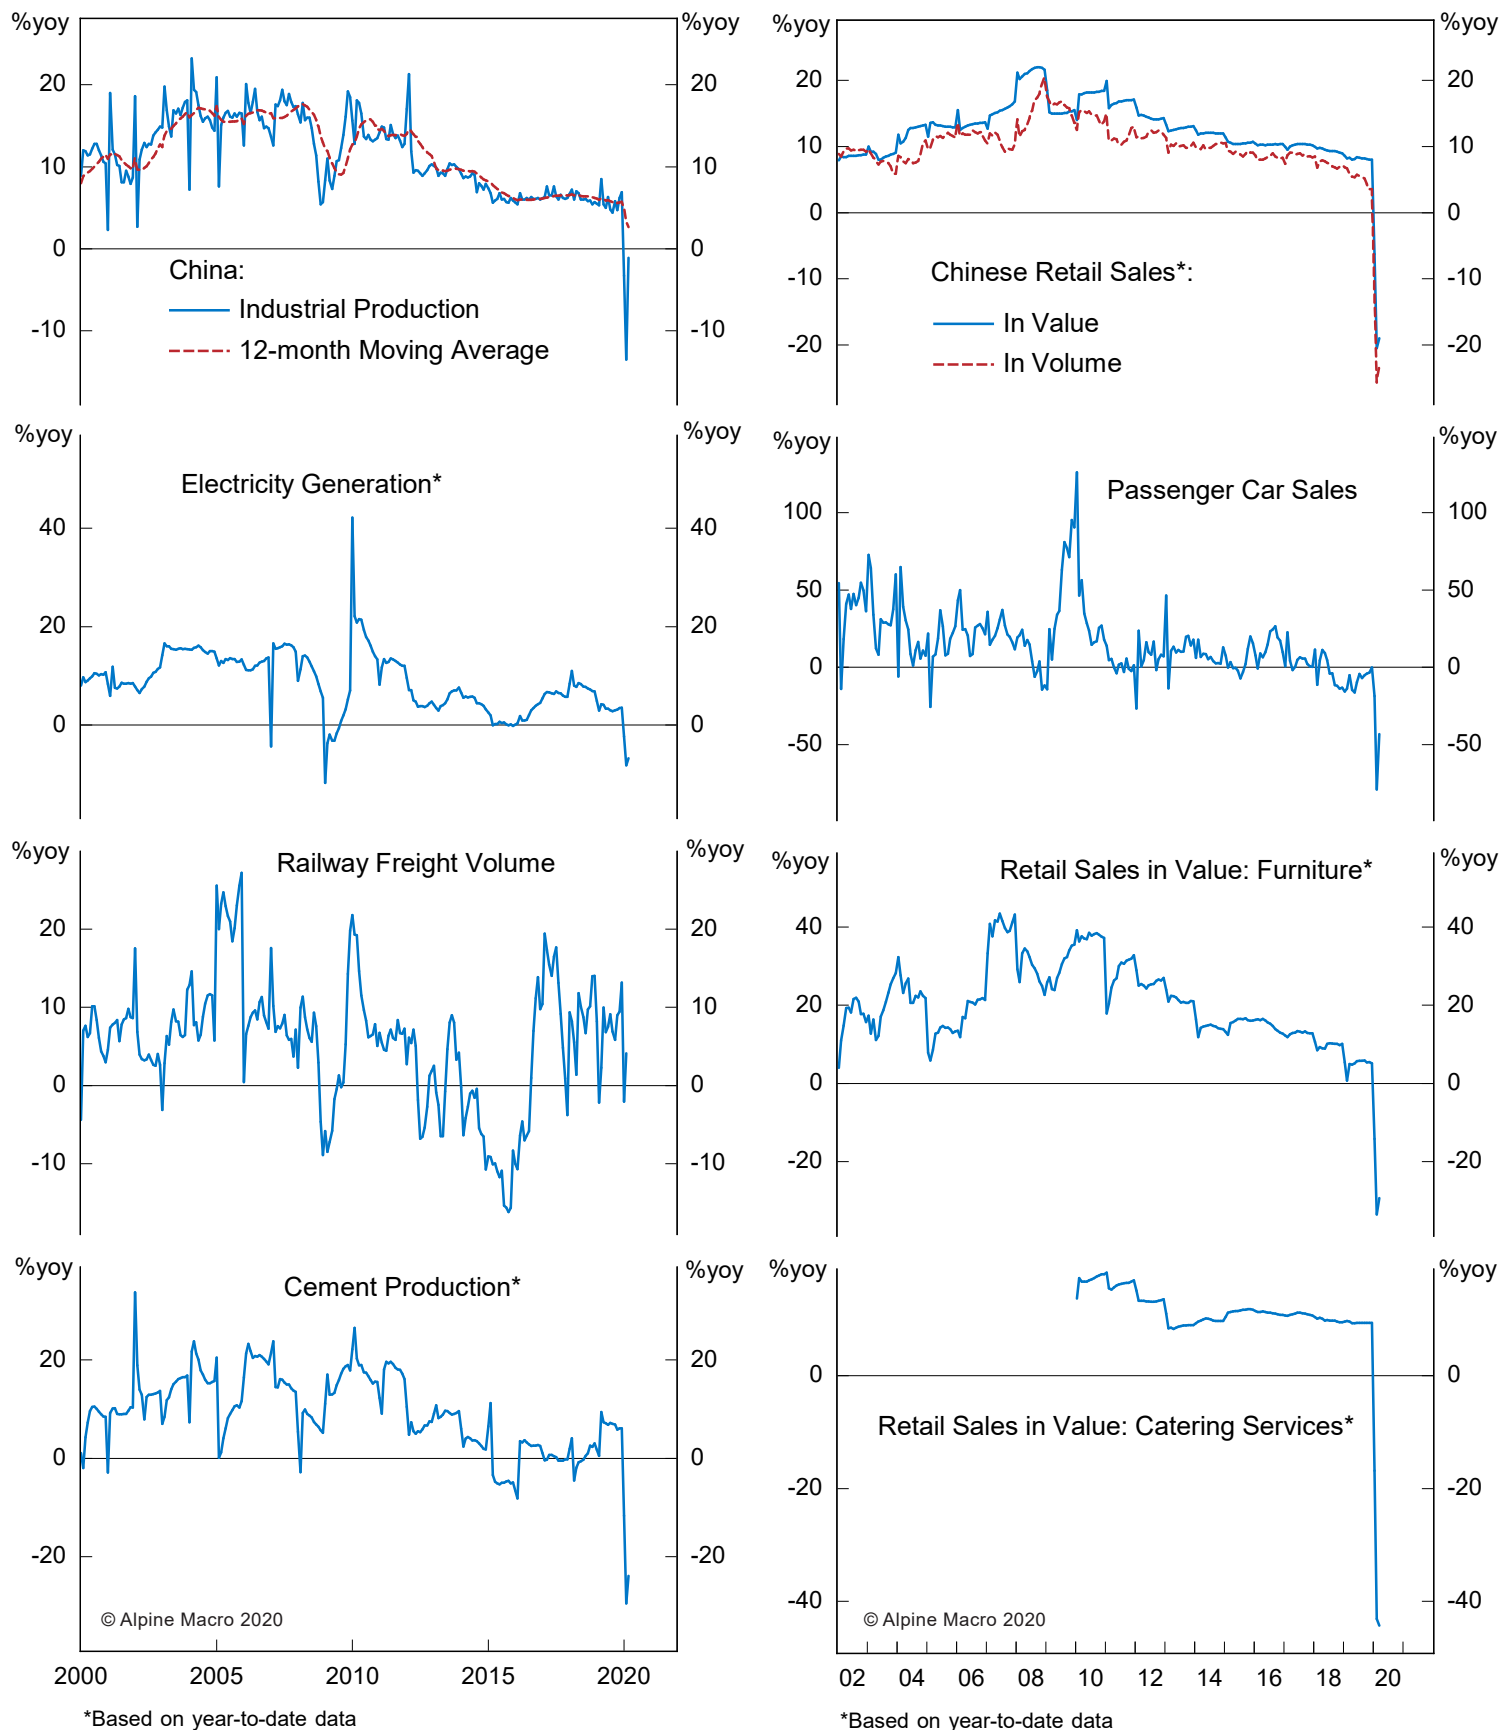 %yoy %yoy
20 20
10 10
0 0
-10 -10
China:
Industrial Production
12-month Moving Average
%yoy %yoy
Electricity Generation*
40 40
20 20
0 0
%yoy %yoy
Railway Freight Volume
20 20
10 10
0 0
-10 -10
%yoy %yoy
Cement Production*
20 20
0 0
-20 -20
© Alpine Macro 2020
2000 2005 2010 2015 2020
*Based on year-to-date data
%yoy %yoy
20 20
10 10
0 0
-10 -10
-20 -20
Chinese Retail Sales*:
In Value
In Volume
%yoy %yoy
Passenger Car Sales
100 100
50 50
0 0
-50 -50
%yoy %yoy
Retail Sales in Value: Furniture*
40 40
20 20
0 0
-20 -20
%yoy %yoy
0 0
Retail Sales in Value: Catering Services*
-20 -20
-40 -40
© Alpine Macro 2020
02 04 06 08 10 12 14 16 18 20
*Based on year-to-date data